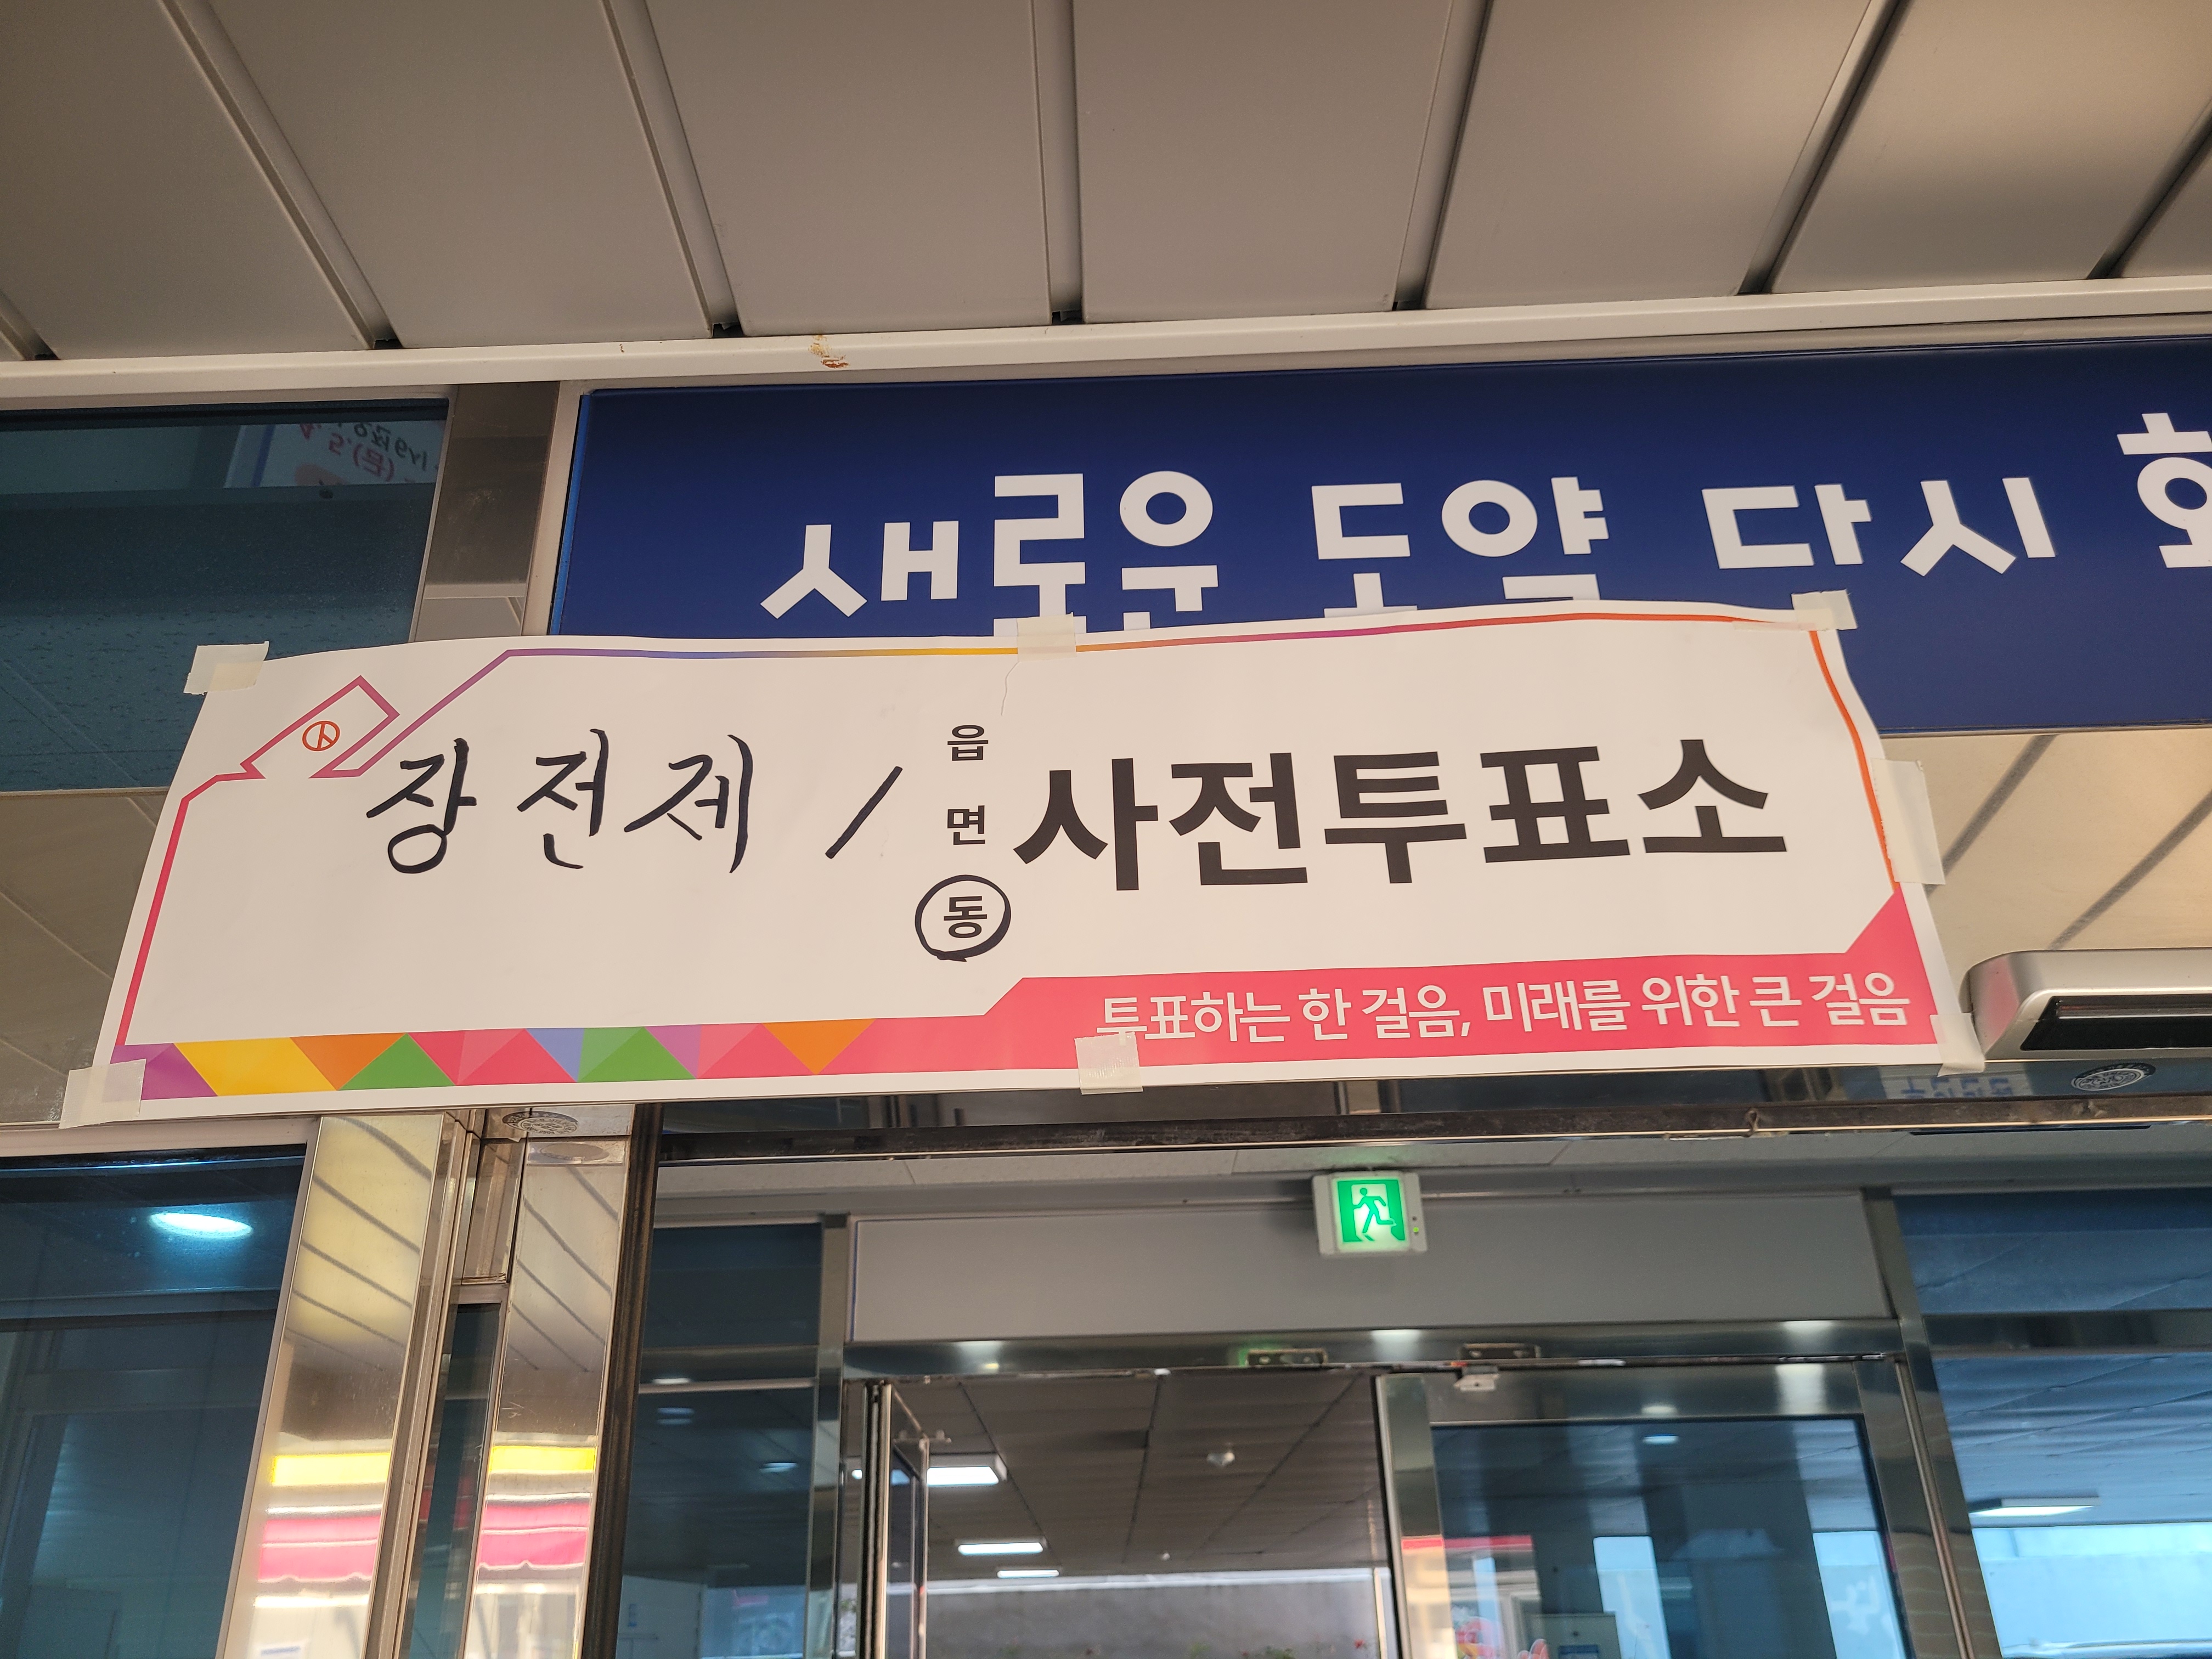 새로운 도약 다시
장전제 /
읍
면
동
사전투표소
투표하는 한 걸음, 미래를 위한 큰 걸음